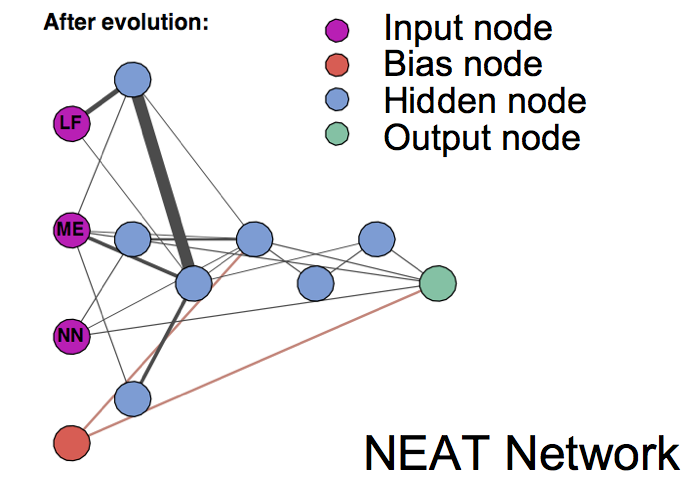 After evolution:
Input node
Bias node
Hidden node
Output node
LF
ME
NN
NEAT Network